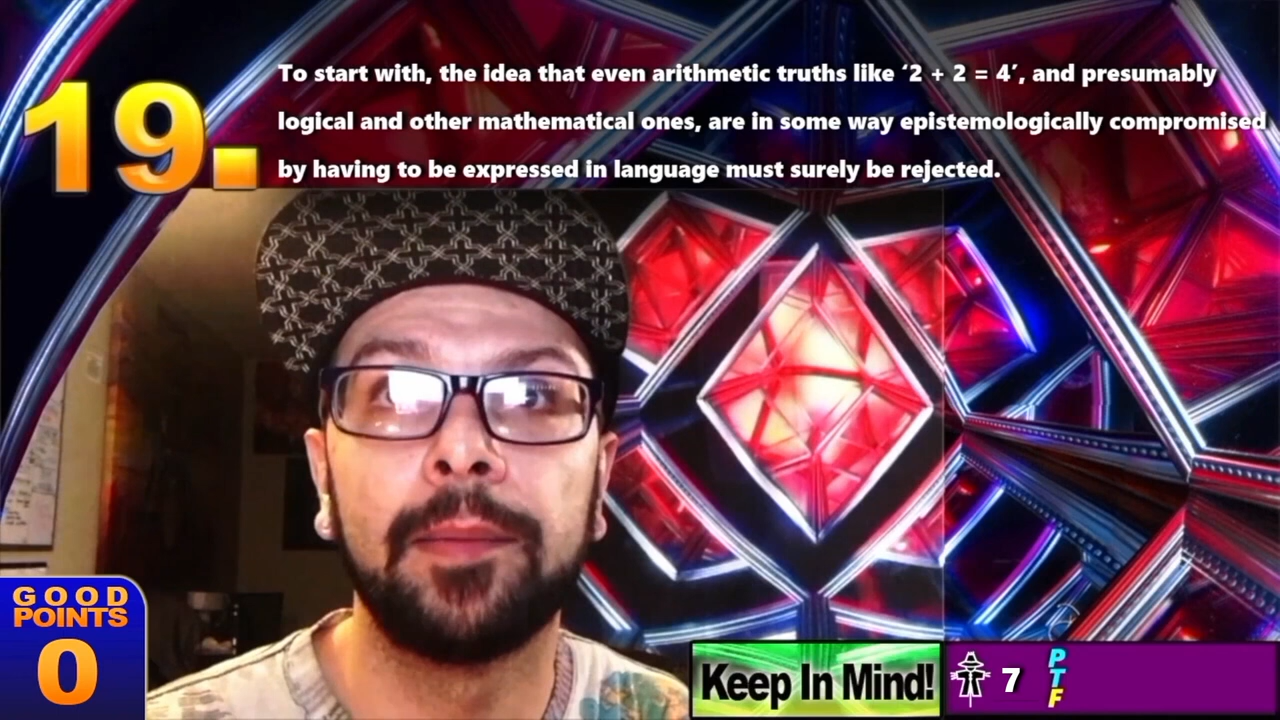 19.
To start with, the idea that even arithmetic truths like ‘2 + 2 = 4’, and presumably
logical and other mathematical ones, are in some way epistemologically compromised
by having to be expressed in language must surely be rejected.
GOOD
POINTS
0
Keep In Mind!
7
P
T
F